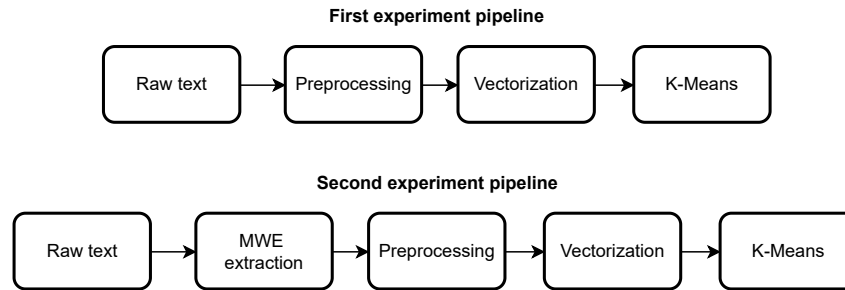 First experiment pipeline
Raw text
Preprocessing
Vectorization
K-Means
Second experiment pipeline
Raw text
MWE
extraction
Preprocessing
Vectorization
K-Means